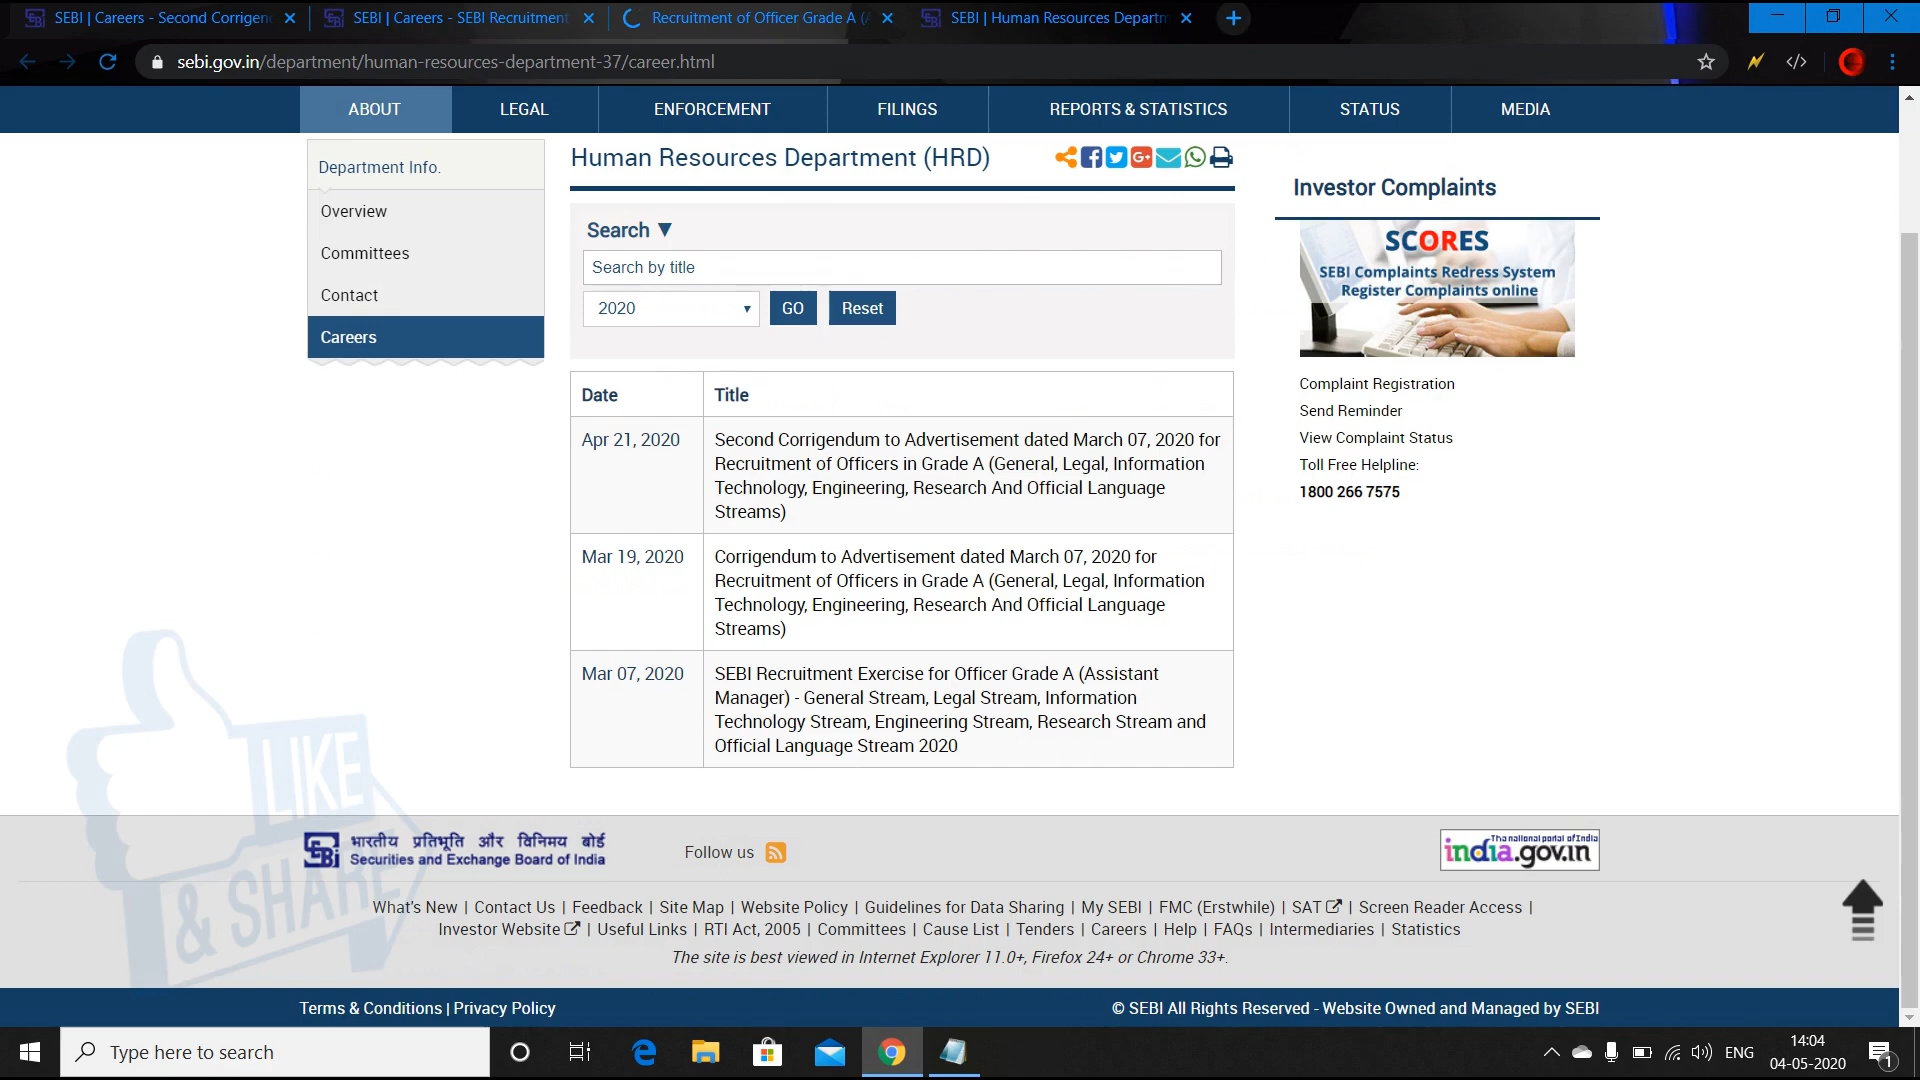 SEBI | Careers - Second Corrigen
SEBI | Careers - SEBI Recruitment
Recruitment of Officer Grade A (A
SEBI | Human Resources Departm
sebi.gov.in/department/human-resources-department-37/career.html
ABOUT
LEGAL
ENFORCEMENT
FILINGS
REPORTS & STATISTICS
STATUS
MEDIA
Department Info.
Overview
Committees
Contact
Careers
Human Resources Department (HRD)
Search ▼
Search by title
2020
GO
Reset
Date
Title
Apr 21, 2020
Second Corrigendum to Advertisement dated March 07, 2020 for
Recruitment of Officers in Grade A (General, Legal, Information
Technology, Engineering, Research And Official Language
Streams)
Mar 19, 2020
Corrigendum to Advertisement dated March 07, 2020 for
Recruitment of Officers in Grade A (General, Legal, Information
Technology, Engineering, Research And Official Language
Streams)
Mar 07, 2020
SEBI Recruitment Exercise for Officer Grade A (Assistant
Manager) - General Stream, Legal Stream, Information
Technology Stream, Engineering Stream, Research Stream and
Official Language Stream 2020
Investor Complaints
SCORES
SEBI Complaints Redress System
Register Complaints online
Complaint Registration
Send Reminder
View Complaint Status
Toll Free Helpline:
1800 266 7575
LIKE
& SHARE
भारतीय प्रतिभूति और विनिमय बोर्ड
Securities and Exchange Board of India
Follow us
The national portal of India
india.gov.in
What's New | Contact Us | Feedback | Site Map | Website Policy | Guidelines for Data Sharing | My SEBI | FMC (Erstwhile) | SAT | Screen Reader Access |
Investor Website | Useful Links | RTI Act, 2005 | Committees | Cause List | Tenders | Careers | Help | FAQs | Intermediaries | Statistics
The site is best viewed in Internet Explorer 11.0+, Firefox 24+ or Chrome 33+.
Terms & Conditions | Privacy Policy
© SEBI All Rights Reserved - Website Owned and Managed by SEBI
Type here to search
ENG
14:04
04-05-2020
1